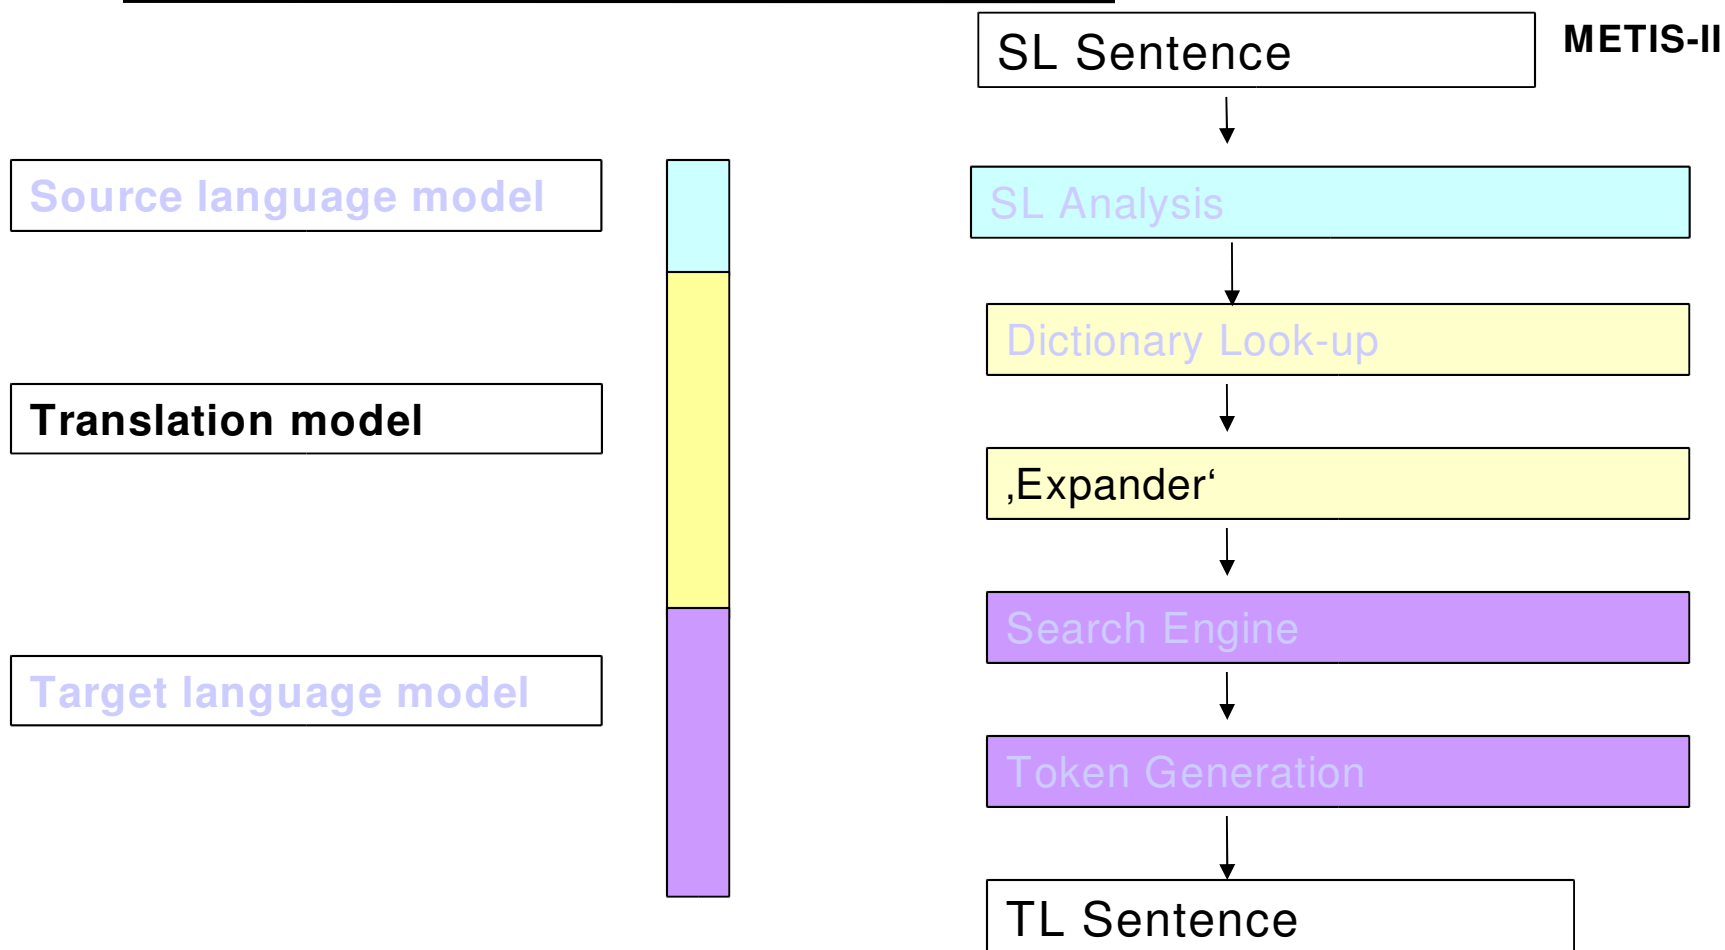 METIS-II
SL Sentence
Source language model
SL Analysis
Dictionary Look-up
Translation model
‚Expander‘
Search Engine
Target language model
Token Generation
TL Sentence